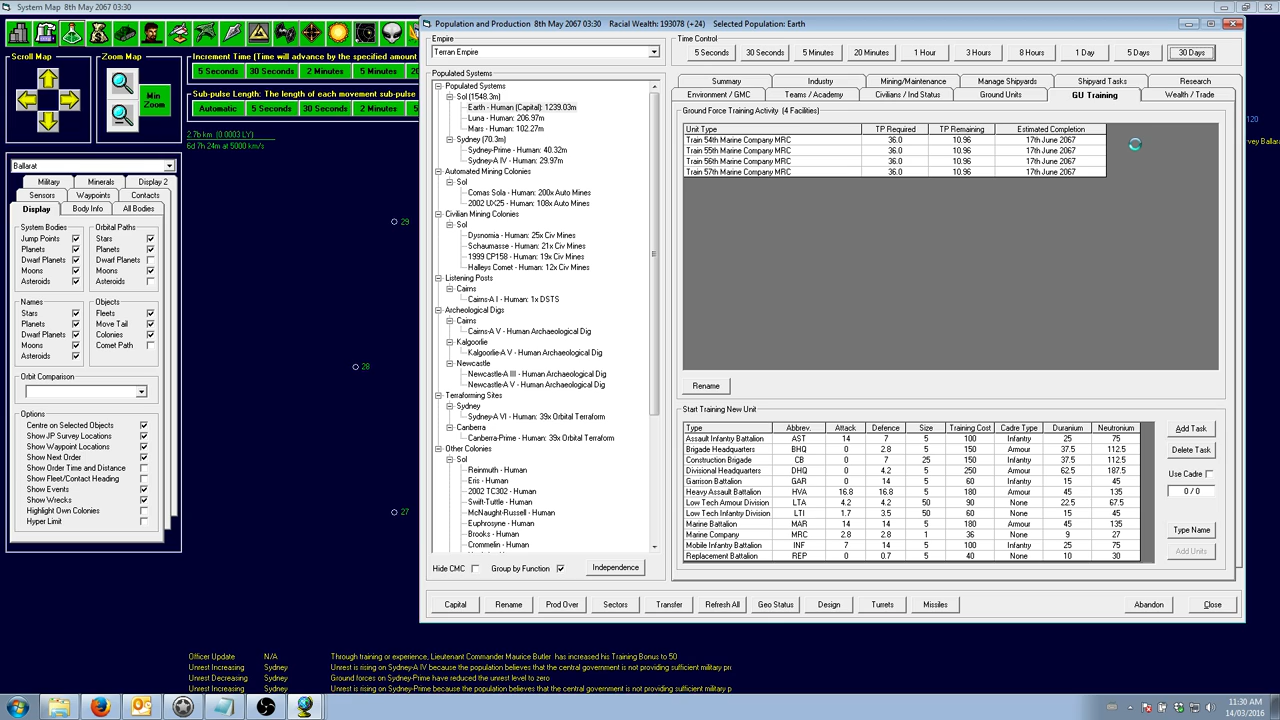 System Map 8th May 2067 03:30
Scroll Map
Zoom Map
Min Zoom
Increment Time (Time will advance by the specified amount
5 Seconds 30 Seconds 2 Minutes 5
20
Sub-pulse Length: The length of each movement sub-pulse
Automatic 5 Seconds 30 Seconds 2 Minutes 5
2.7b km (0.0003 LY)
6d 7h 24m at 5000 km/s
Ballarat
Military Minerals Display 2
Sensors Waypoints Contacts
Display Body Info All Bodies
System Bodies
Jump Points
Planets
Dwarf Planets
Moons
Asteroids
Orbital Paths
Stars
Planets
Dwarf Planets
Moons
Asteroids
Names
Stars
Planets
Dwarf Planets
Moons
Asteroids
Objects
Fleets
Move Tail
Colonies
Comet Path
Orbit Comparison
Options
Centre on Selected Objects
Show JP Survey Locations
Show Waypoint Locations
Show Next Order
Show Order Time and Distance
Show Fleet/Contact Heading
Show Events
Show Wrecks
Highlight Own Colonies
Hyper Limit
29
28
27
120
vey Ballara
Population and Production 8th May 2067 03:30 Racial Wealth: 193078 (+24) Selected Population: Earth
Empire
Terran Empire
Time Control
5 Seconds 30 Seconds 5 Minutes 20 Minutes 1 Hour 3 Hours 8 Hours 1 Day 5 Days 30 Days
Populated Systems
Populated Systems
Sol (1548.3m)
Earth - Human (Capital): 1239.03m
Luna - Human: 206.97m
Mars - Human: 102.27m
Sydney (70.3m)
Sydney-Prime - Human: 40.32m
Sydney-A IV - Human: 29.97m
Automated Mining Colonies
Sol
Comas Sola - Human: 200x Auto Mines
2002 UX25 - Human: 108x Auto Mines
Civilian Mining Colonies
Sol
Dysnomia - Human: 25x Civ Mines
Schaumasse - Human: 21x Civ Mines
1999 CP158 - Human: 19x Civ Mines
Halleys Comet - Human: 12x Civ Mines
Listening Posts
Cairns
Cairns-A I - Human: 1x DSTS
Archeological Digs
Cairns
Cairns-A V - Human Archaeological Dig
Kalgoorlie
Kalgoorlie-A V - Human Archaeological Dig
Newcastle
Newcastle-A III - Human Archaeological Dig
Newcastle-A V - Human Archaeological Dig
Terraforming Sites
Sydney
Sydney-A VI - Human: 39x Orbital Terraform
Canberra
Canberra-Prime - Human: 39x Orbital Terraform
Other Colonies
Sol
Reinmuth - Human
Eris - Human
2002 TC302 - Human
Swift-Tuttle - Human
McNaught-Russell - Human
Euphrosyne - Human
Brooks - Human
Crommelin - Human
Hide CMC Group by Function Independence
Summary Industry Mining/Maintenance Manage Shipyards Shipyard Tasks Research
Environment / GMC Teams / Academy Civilians / Ind Status Ground Units GU Training Wealth / Trade
Ground Force Training Activity (4 Facilities)
Unit Type TP Required TP Remaining Estimated Completion
Train 54th Marine Company MRC 36.0 10.96 17th June 2067
Train 55th Marine Company MRC 36.0 10.96 17th June 2067
Train 56th Marine Company MRC 36.0 10.96 17th June 2067
Train 57th Marine Company MRC 36.0 10.96 17th June 2067
Rename
Start Training New Unit
Type Abbrev. Attack Defence Size Training Cost Cadre Type Duranium Neutronium
Assault Infantry Battalion AST 14 7 5 100 Infantry 25 75
Brigade Headquarters BHQ 0 2.8 5 150 Infantry 37.5 112.5
Construction Brigade CB 0 7 25 150 Infantry 37.5 112.5
Divisional Headquarters DHQ 0 4.2 5 250 Armour 62.5 187.5
Garrison Battalion GAR 0 14 5 60 Infantry 15 45
Heavy Assault Battalion HVA 16.8 16.8 5 180 Armour 45 135
Low Tech Armour Division LTA 4.2 4.2 50 90 None 22.5 67.5
Low Tech Infantry Division LTI 1.7 3.5 50 60 None 15 45
Marine Battalion MAR 14 14 5 180 Armour 45 135
Marine Company MRC 2.8 2.8 1 36 None 9 27
Mobile Infantry Battalion INF 7 14 5 100 Infantry 25 75
Replacement Battalion REP 0 0.7 5 40 None 10 30
Add Task
Delete Task
Use Cadre
0 / 0
Type Name
Add Units
Capital Rename Prod Over Sectors Transfer Refresh All Geo Status Design Turrets Missiles Abandon Close
Officer Update N/A Through training or experience, Lieutenant Commander Maurice Butler has increased his Training Bonus to 50
Unrest Increasing Sydney Unrest is rising on Sydney-A IV because the population believes that the central government is not providing sufficient military pro
Unrest Decreasing Sydney Ground forces on Sydney-Prime have reduced the unrest level to zero
Unrest Increasing Sydney Unrest is rising on Sydney-Prime because the population believes that the central government is not providing sufficient military p
11:30 AM
14/03/2016